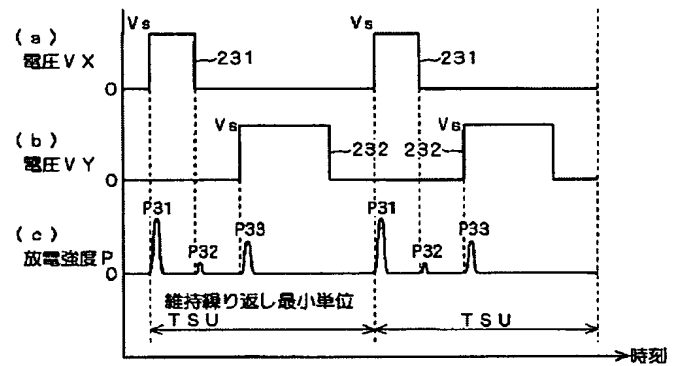 (a)
電圧VX
Vs
231
Vs
231
0
(b)
電圧VY
Vs
232
Vs
232
0
(c)
放電強度P
P31
P32
P33
P31
P32
P33
0
維持繰り返し最小単位
TSU
TSU
時刻